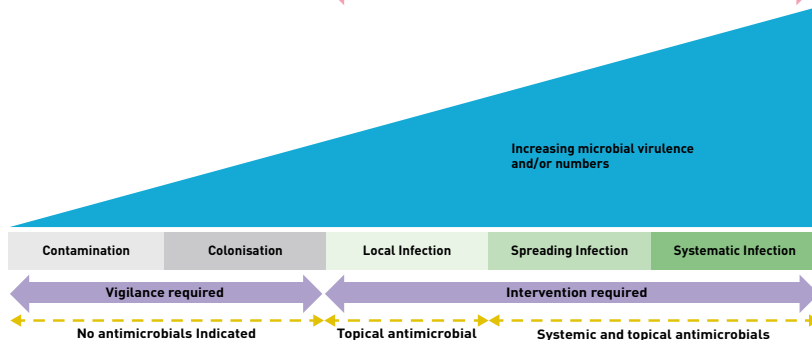 Increasing microbial virulence
and/or numbers
Contamination
Colonisation
Local Infection
Spreading Infection
Systematic Infection
Vigilance required
Intervention required
No antimicrobials Indicated
Topical antimicrobial
Systemic and topical antimicrobials